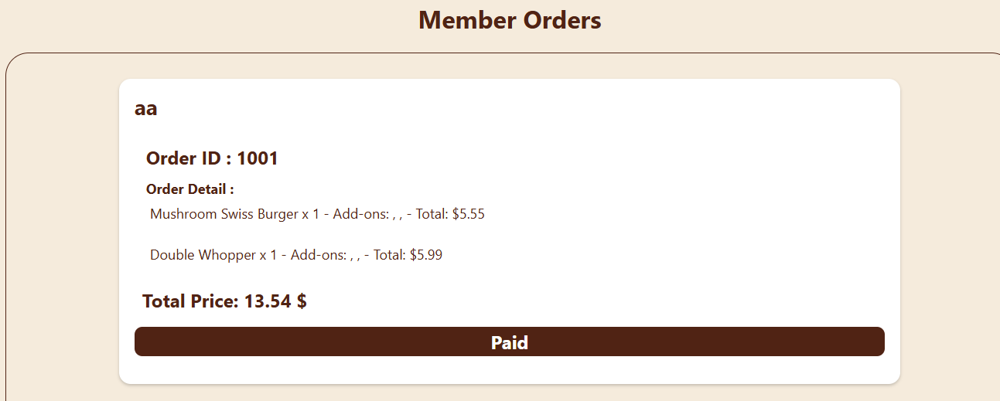 Member Orders
aa
Order ID : 1001
Order Detail :
Mushroom Swiss Burger x 1 - Add-ons: , , - Total: $5.55
Double Whopper x 1 - Add-ons: , , - Total: $5.99
Total Price: 13.54 $
Paid